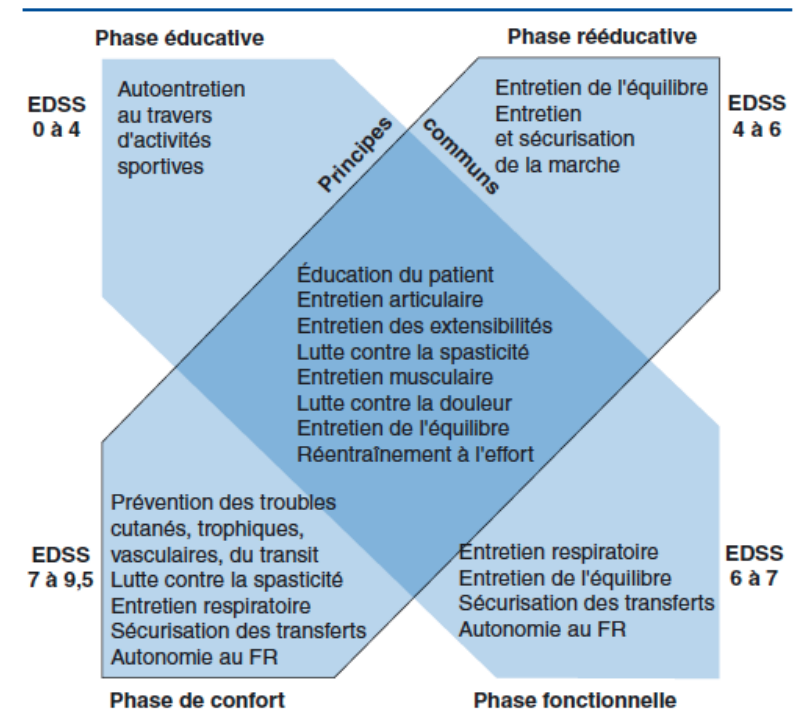 Phase éducative
Phase rééducative
EDSS
0 à 4
Autoentretien
au travers
d'activités
sportives
Principes
communs
Entretien de l'équilibre
Entretien
et sécurisation
de la marche
EDSS
4 à 6
Éducation du patient
Entretien articulaire
Entretien des extensibilités
Lutte contre la spasticité
Entretien musculaire
Lutte contre la douleur
Entretien de l'équilibre
Réentraînement à l'effort
EDSS
7 à 9,5
Prévention des troubles
cutanés, trophiques,
vasculaires, du transit
Lutte contre la spasticité
Entretien respiratoire
Sécurisation des transferts
Autonomie au FR
Entretien respiratoire
Entretien de l'équilibre
Sécurisation des transferts
Autonomie au FR
EDSS
6 à 7
Phase de confort
Phase fonctionnelle